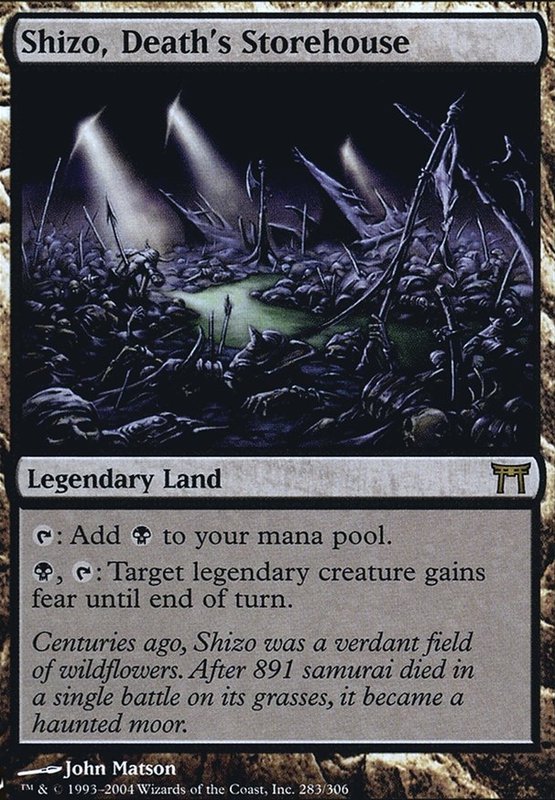 Shizo, Death's Storehouse
Legendary Land
: Add to your mana pool.
, : Target legendary creature gains
fear until end of turn.
Centuries ago, Shizo was a verdant field
of wildflowers. After 891 samurai died in
a single battle on its grasses, it became a
haunted moor.
John Matson
™ & © 1993–2004 Wizards of the Coast, Inc. 283/306